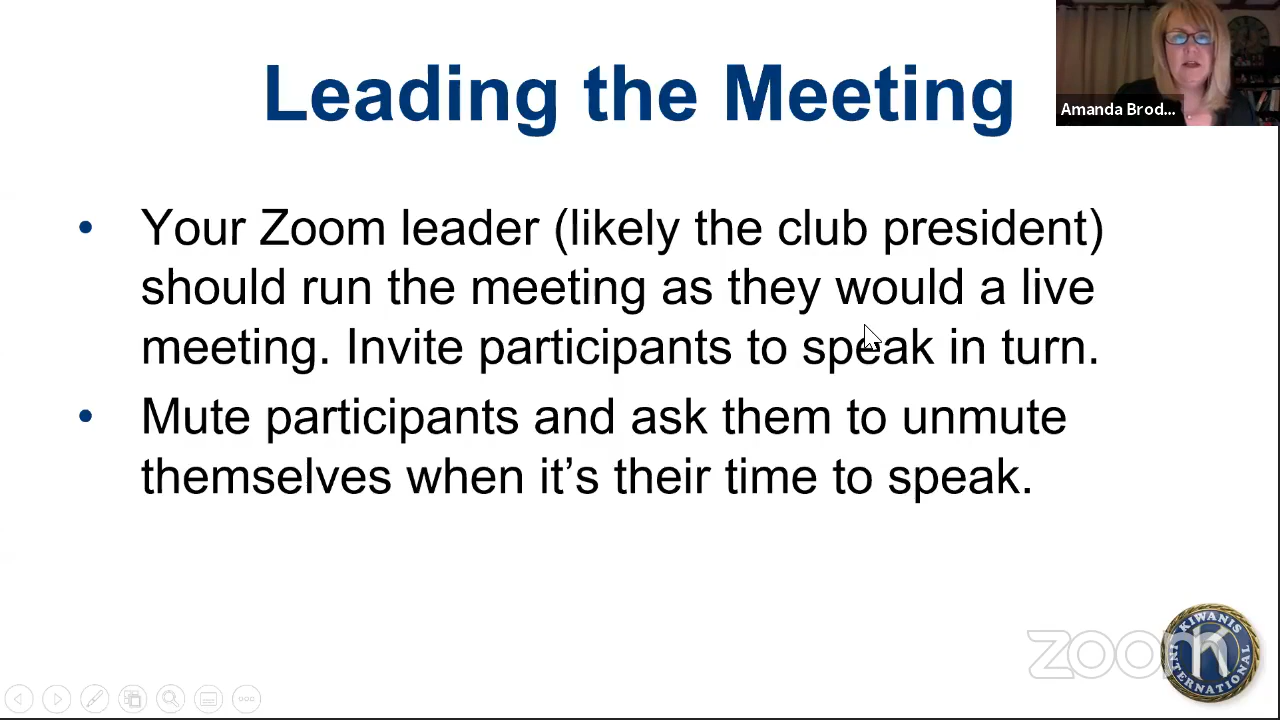 Leading the Meeting
Amanda Brod...
• Your Zoom leader (likely the club president)
should run the meeting as they would a live
meeting. Invite participants to speak in turn.
• Mute participants and ask them to unmute
themselves when it’s their time to speak.
zoom
KIWANIS
K
INTERNATIONAL